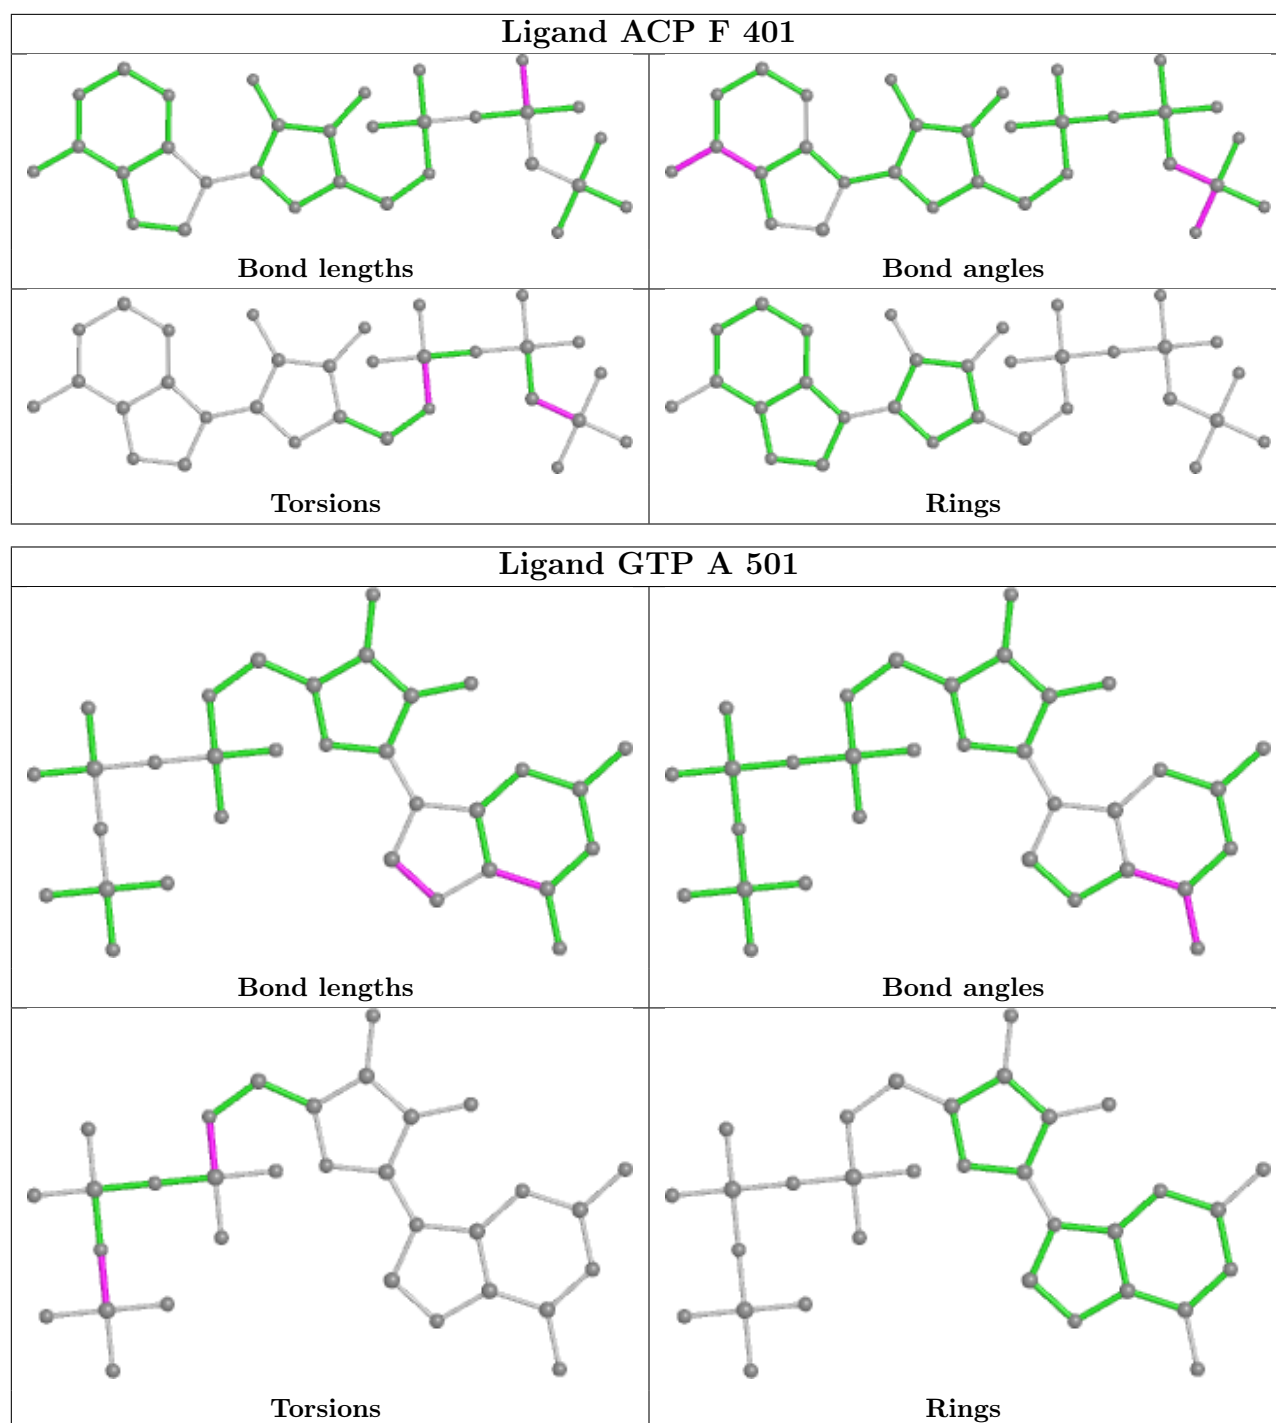 Ligand ACP F 401
Bond lengths
Bond angles
Torsions
Rings
Ligand GTP A 501
Bond lengths
Bond angles
Torsions
Rings